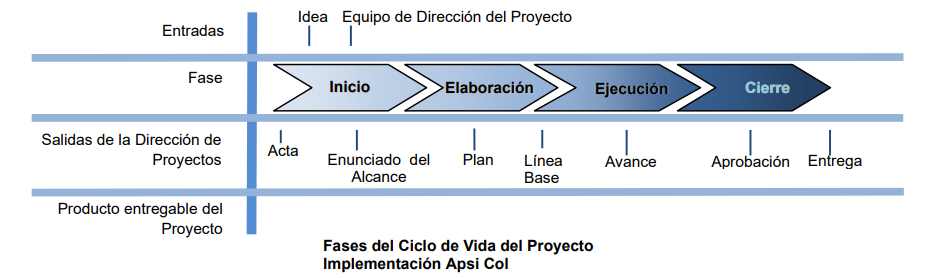 Entradas
Idea
Equipo de Dirección del Proyecto
Fase
Inicio
Elaboración
Ejecución
Cierre
Salidas de la Dirección de
Proyectos
Acta
Enunciado del
Alcance
Plan
Línea
Base
Avance
Aprobación
Entrega
Producto entregable del
Proyecto
Fases del Ciclo de Vida del Proyecto
Implementación Apsi Col